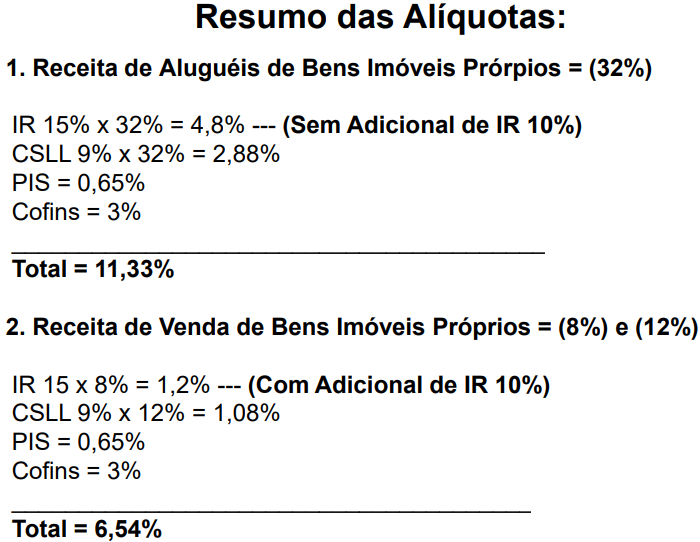 Resumo das Alíquotas:
1. Receita de Aluguéis de Bens Imóveis Prórpios = (32%)
IR 15% x 32% = 4,8% --- (Sem Adicional de IR 10%)
CSLL 9% x 32% = 2,88%
PIS = 0,65%
Cofins = 3%
Total = 11,33%
2. Receita de Venda de Bens Imóveis Próprios = (8%) e (12%)
IR 15 x 8% = 1,2% --- (Com Adicional de IR 10%)
CSLL 9% x 12% = 1,08%
PIS = 0,65%
Cofins = 3%
Total = 6,54%